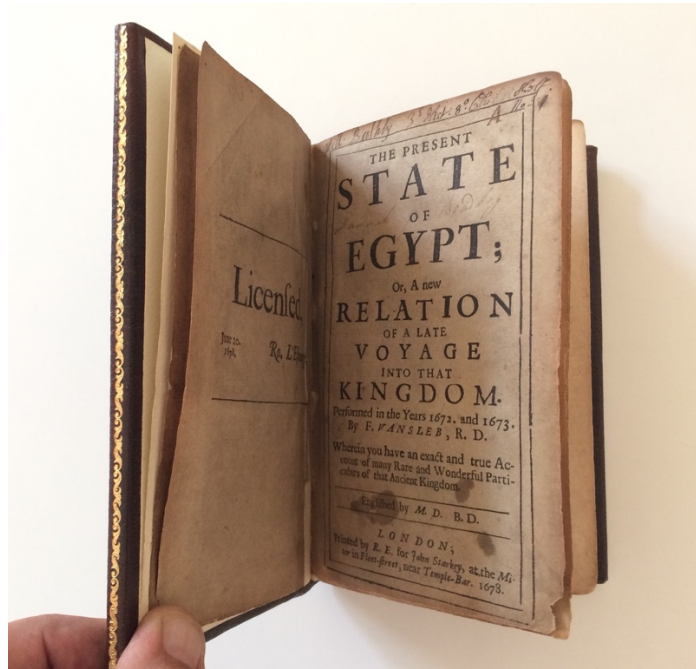 Licenſed,
June 20.
1678.
Ro, L'Eſtr
THE PRESENT
STATE
OF
EGYPT;
Or, A new
RELATION
OF A LATE
VOYAGE
INTO THAT
KINGDOM.
Performed in the Years 1672. and 1673.
By F. VANSLEB, R. D.
Wherein you have an exact and true Ac-
count of many Rare and Wonderful Parti-
culars of that Ancient Kingdom.
Engliſhed by M. D. B. D.
LONDON,
Printed by R. E. for John Starkey, at the Mi-
ter in Fleet-ſtreet, near Temple-Bar. 1678.